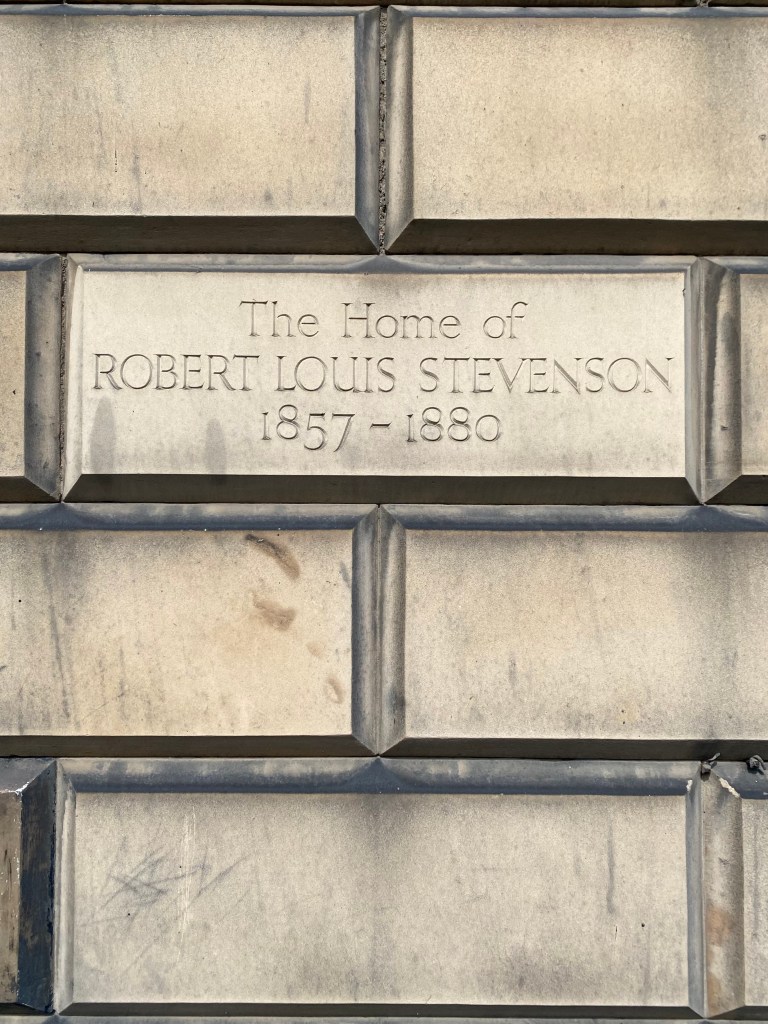 The Home of
ROBERT LOUIS STEVENSON
1857 - 1880